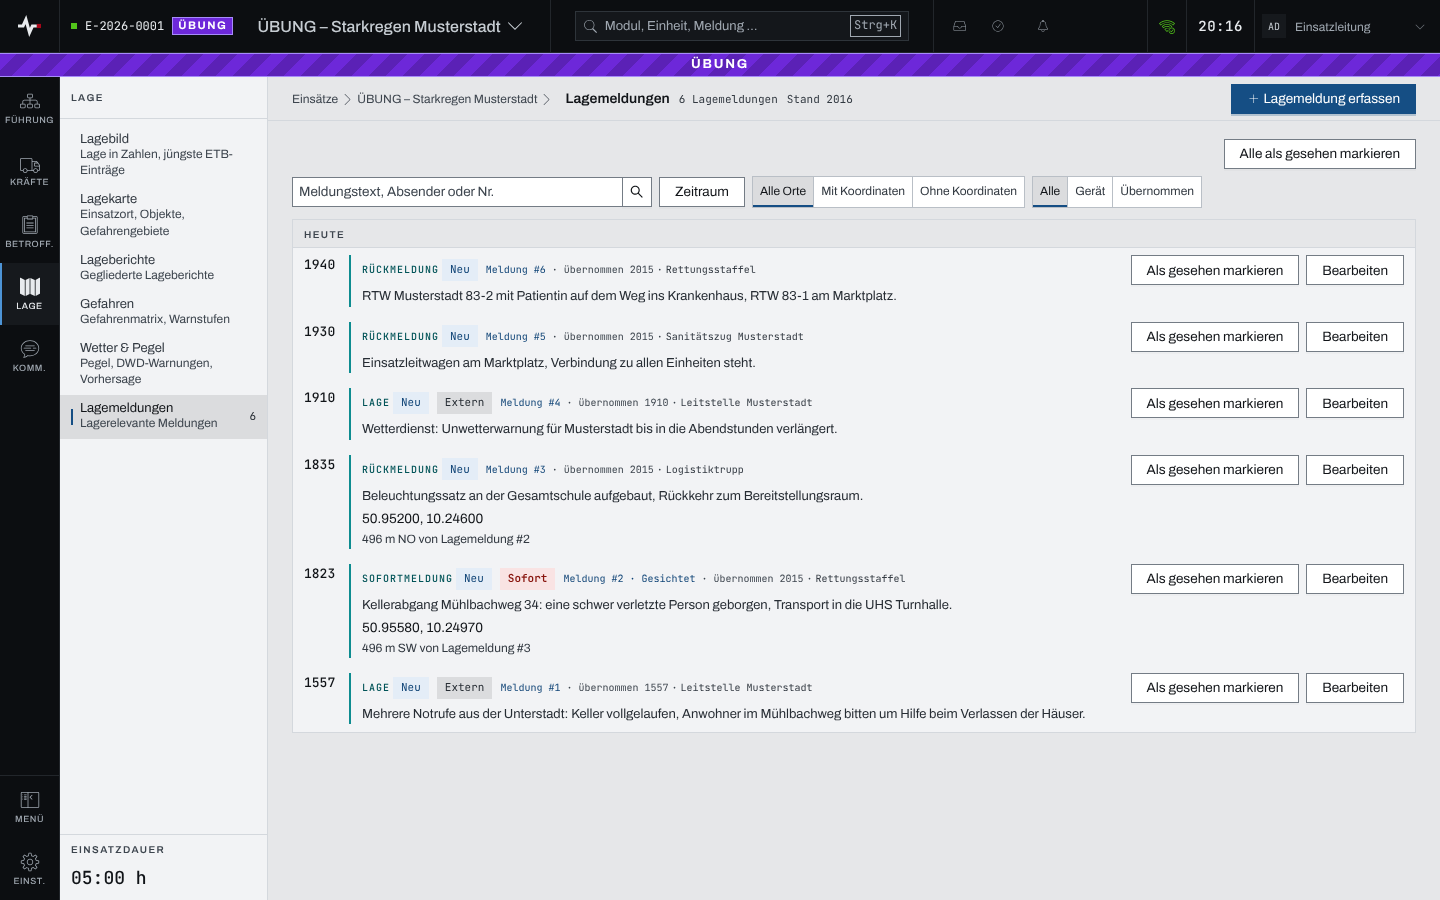 E-2026-0001 ÜBUNG ÜBUNG – Starkregen Musterstadt Modul, Einheit, Meldung ... Strg+K 20:16 AD Einsatzleitung
ÜBUNG
FÜHRUNG
KRÄFTE
BETROFF.
LAGE
KOMM.
MENÜ
EINST.
LAGE
Lagebild
Lage in Zahlen, jüngste ETB-
Einträge
Lagekarte
Einsatzort, Objekte,
Gefahrengebiete
Lageberichte
Gegliederte Lageberichte
Gefahren
Gefahrenmatrix, Warnstufen
Wetter & Pegel
Pegel, DWD-Warnungen,
Vorhersage
Lagemeldungen 6
Lagerelevante Meldungen
EINSATZDAUER
05:00 h
Einsätze ÜBUNG – Starkregen Musterstadt Lagemeldungen 6 Lagemeldungen Stand 2016 + Lagemeldung erfassen
Alle als gesehen markieren
Meldungstext, Absender oder Nr. Zeitraum Alle Orte Mit Koordinaten Ohne Koordinaten Alle Gerät Übernommen
HEUTE
1940 RÜCKMELDUNG Neu Meldung #6 · übernommen 2015 · Rettungsstaffel Als gesehen markieren Bearbeiten
RTW Musterstadt 83-2 mit Patientin auf dem Weg ins Krankenhaus, RTW 83-1 am Marktplatz.
1930 RÜCKMELDUNG Neu Meldung #5 · übernommen 2015 · Sanitätszug Musterstadt Als gesehen markieren Bearbeiten
Einsatzleitwagen am Marktplatz, Verbindung zu allen Einheiten steht.
1910 LAGE Neu Extern Meldung #4 · übernommen 1910 · Leitstelle Musterstadt Als gesehen markieren Bearbeiten
Wetterdienst: Unwetterwarnung für Musterstadt bis in die Abendstunden verlängert.
1835 RÜCKMELDUNG Neu Meldung #3 · übernommen 2015 · Logistiktrupp Als gesehen markieren Bearbeiten
Beleuchtungssatz an der Gesamtschule aufgebaut, Rückkehr zum Bereitstellungsraum.
50.95200, 10.24600
496 m NO von Lagemeldung #2
1823 SOFORTMELDUNG Neu Sofort Meldung #2 · Gesichtet · übernommen 2015 · Rettungsstaffel Als gesehen markieren Bearbeiten
Kellerabgang Mühlbachweg 34: eine schwer verletzte Person geborgen, Transport in die UHS Turnhalle.
50.95580, 10.24970
496 m SW von Lagemeldung #3
1557 LAGE Neu Extern Meldung #1 · übernommen 1557 · Leitstelle Musterstadt Als gesehen markieren Bearbeiten
Mehrere Notrufe aus der Unterstadt: Keller vollgelaufen, Anwohner im Mühlbachweg bitten um Hilfe beim Verlassen der Häuser.